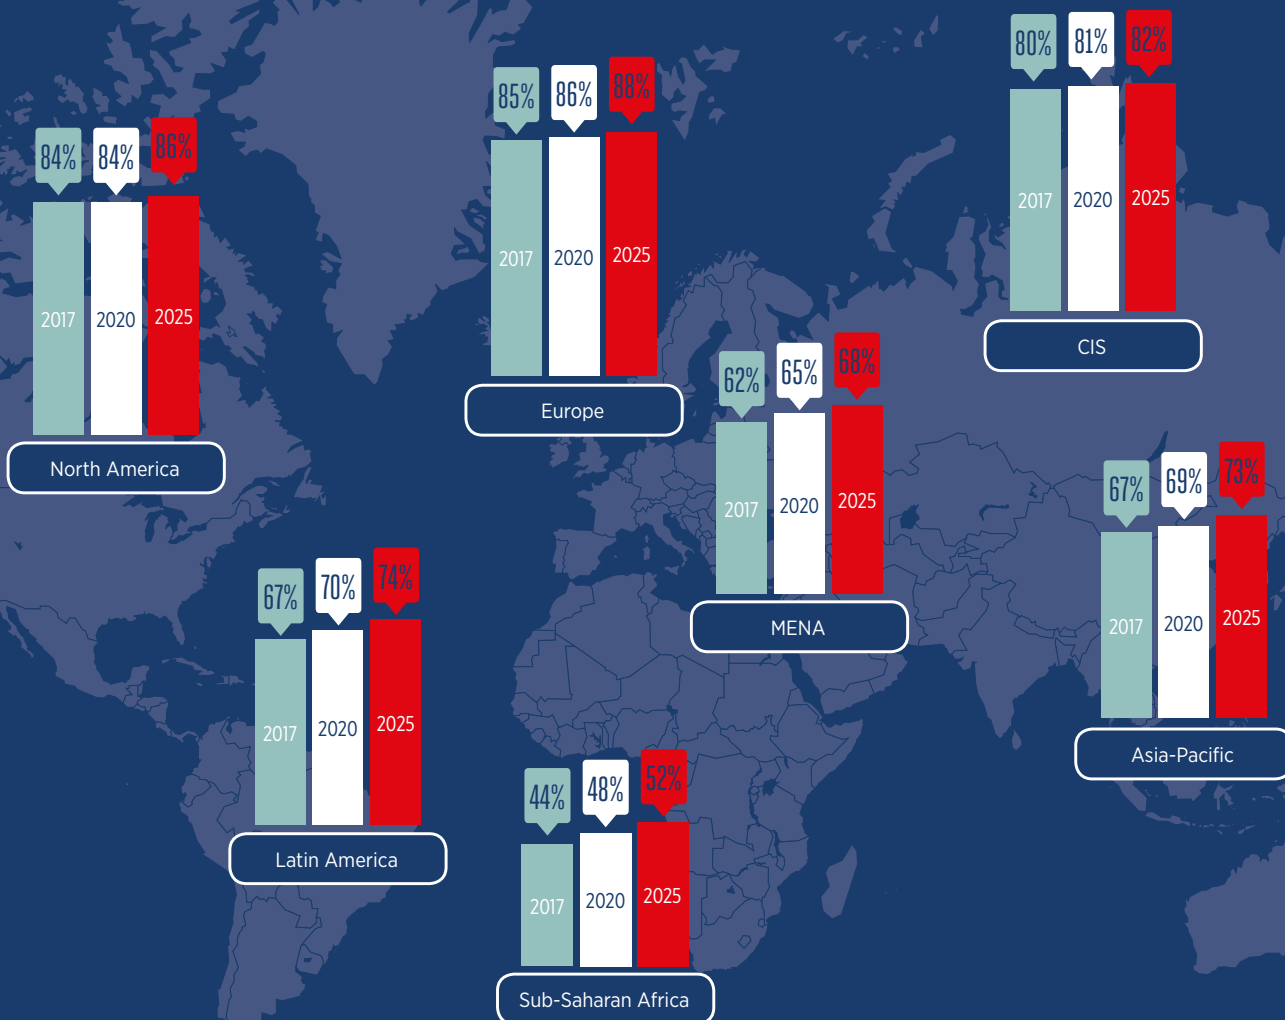 84% 84% 86%
2017 2020 2025
North America
85% 86% 88%
2017 2020 2025
Europe
80% 81% 82%
2017 2020 2025
CIS
62% 65% 68%
2017 2020 2025
MENA
67% 69% 73%
2017 2020 2025
Asia-Pacific
67% 70% 74%
2017 2020 2025
Latin America
44% 48% 52%
2017 2020 2025
Sub-Saharan Africa